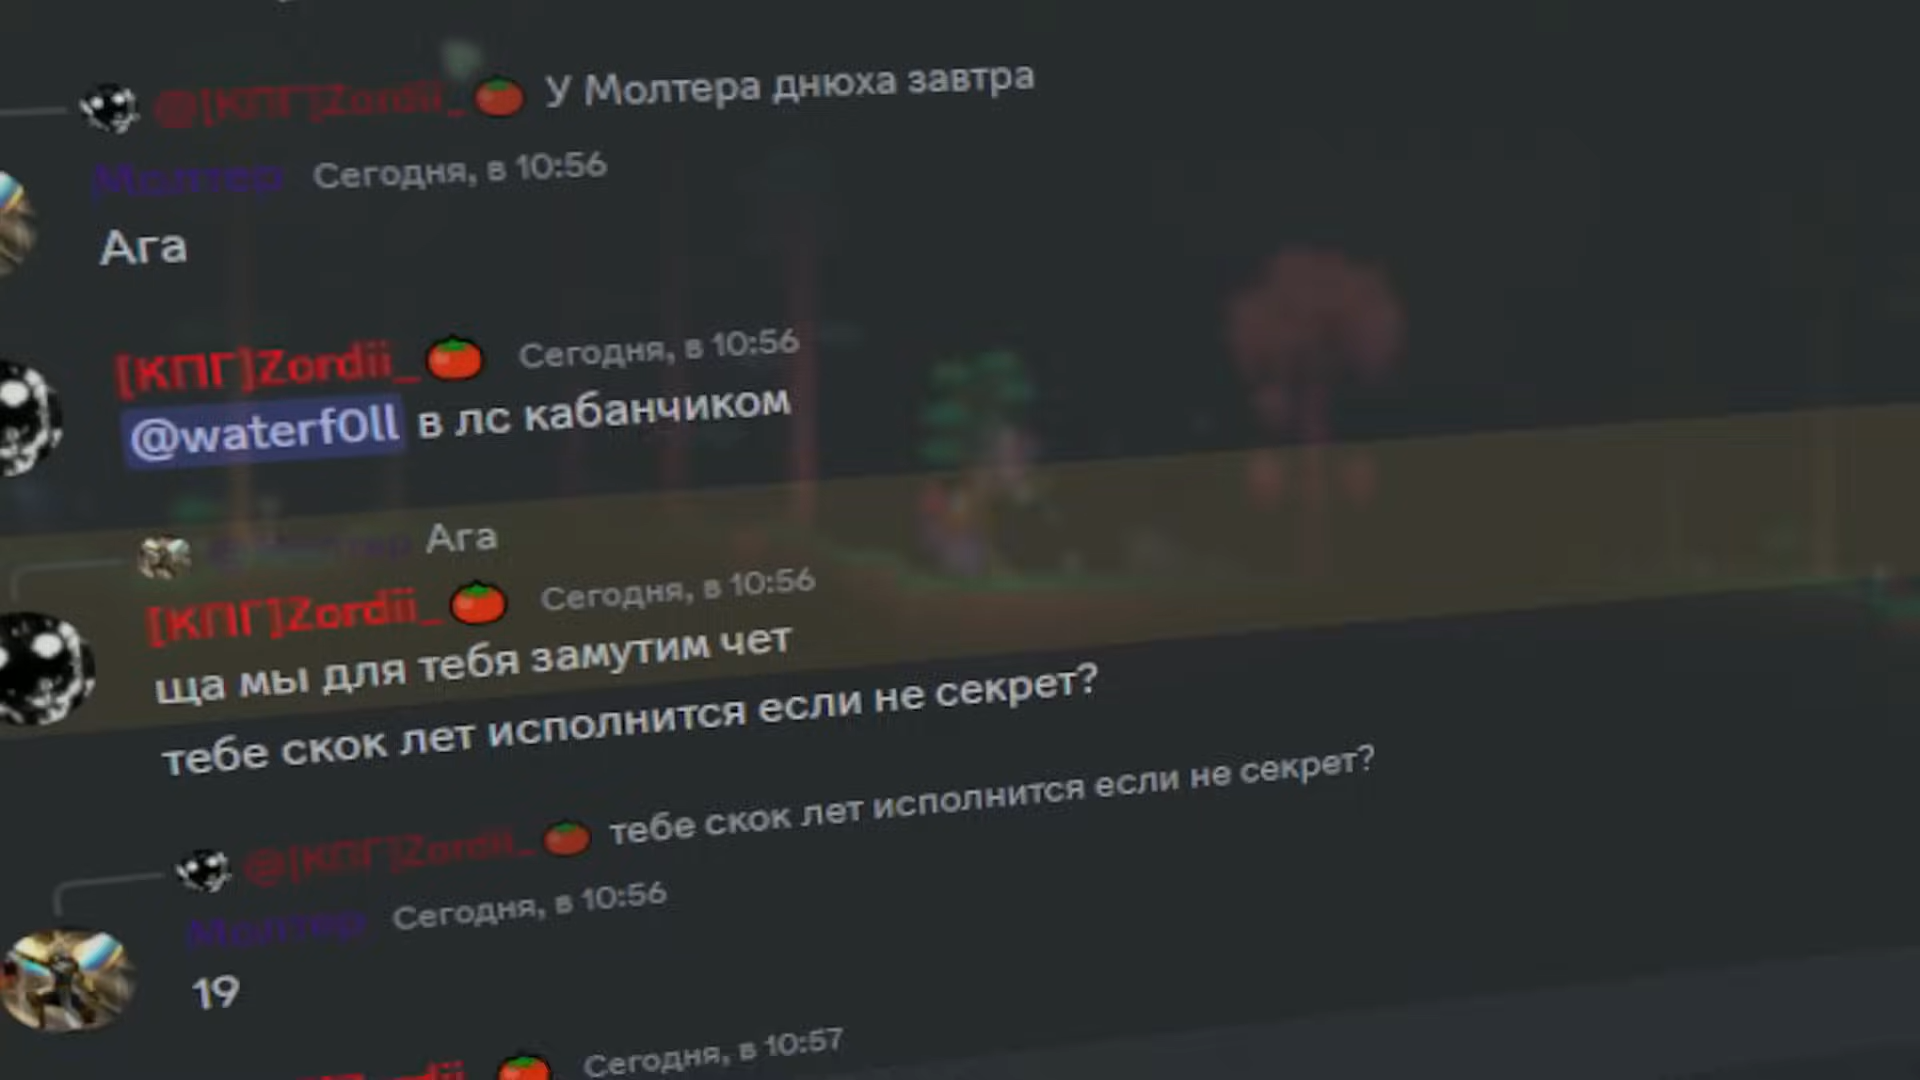 @[КПГ]Zordii_ У Молтера днюха завтра
Молтер Сегодня, в 10:56
Ага
[КПГ]Zordii_ Сегодня, в 10:56
@waterf0ll в лс кабанчиком
Ага
[КПГ]Zordii_ Сегодня, в 10:56
ща мы для тебя замутим чет
тебе скок лет исполнится если не секрет?
@[КПГ]Zordii_ тебе скок лет исполнится если не секрет?
Молтер Сегодня, в 10:56
19
Сегодня, в 10:57